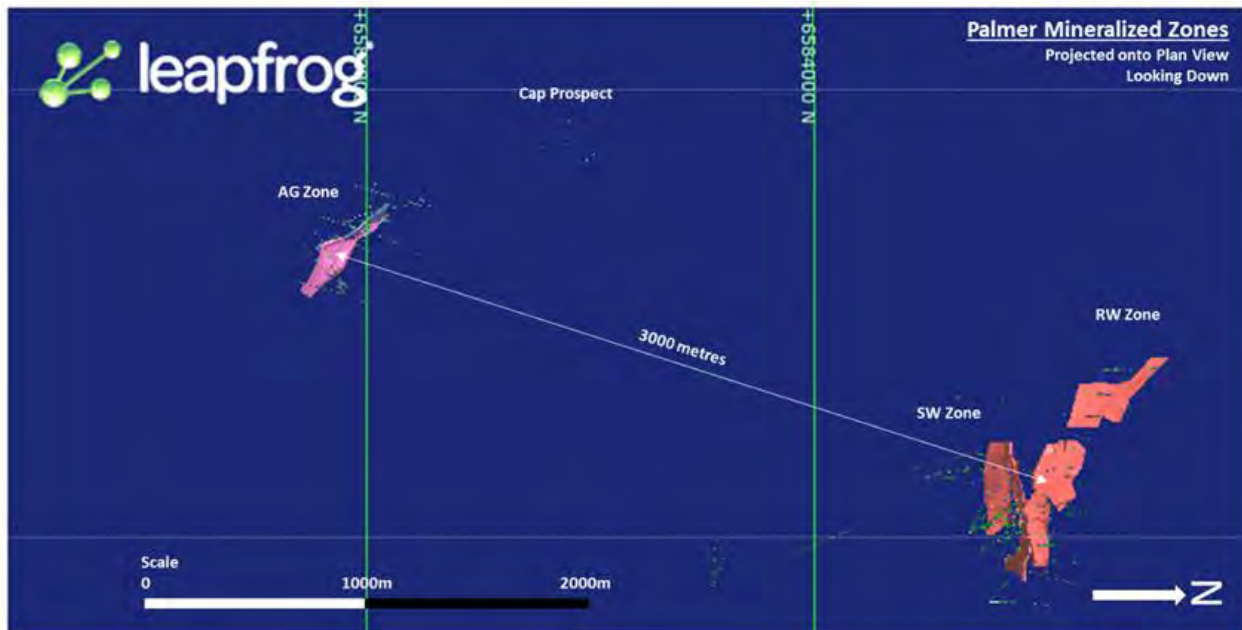 leapfrog
Palmer Mineralized Zones
Projected onto Plan View
Looking Down
+6584000 N
Cap Prospect
AG Zone
3000 metres
RW Zone
SW Zone
Scale
0 1000m 2000m
N